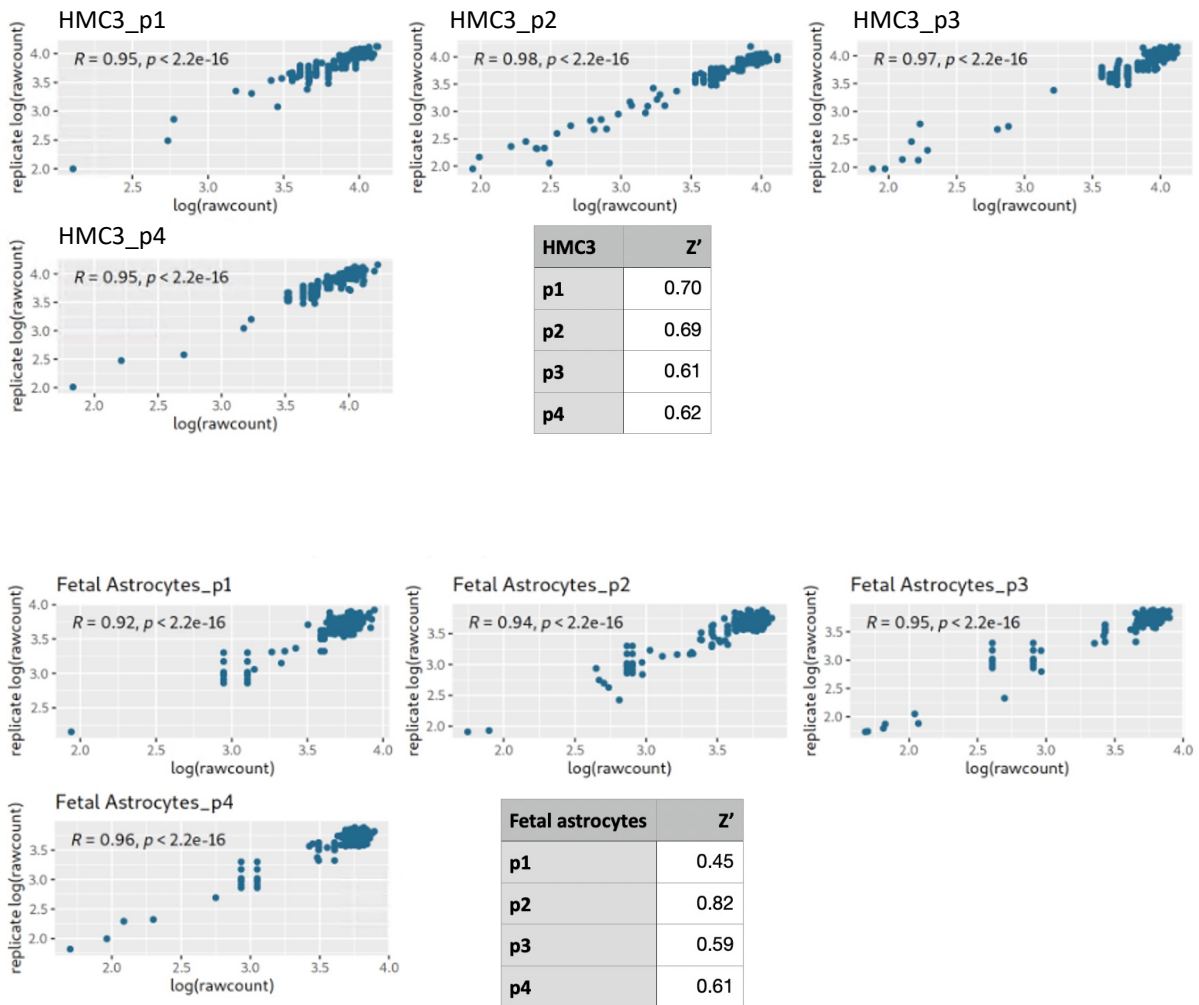 HMC3_p1
R = 0.95, p < 2.2e-16
4.0
3.5
3.0
2.5
2.0
2.5
3.0
3.5
4.0
replicate log(rawcount)
log(rawcount)
HMC3_p2
R = 0.98, p < 2.2e-16
4.0
3.5
3.0
2.5
2.0
2.0
2.5
3.0
3.5
4.0
replicate log(rawcount)
log(rawcount)
HMC3_p3
R = 0.97, p < 2.2e-16
4.0
3.5
3.0
2.5
2.0
2.0
2.5
3.0
3.5
4.0
replicate log(rawcount)
log(rawcount)
HMC3_p4
R = 0.95, p < 2.2e-16
4.0
3.5
3.0
2.5
2.0
2.0
2.5
3.0
3.5
4.0
replicate log(rawcount)
log(rawcount)
HMC3 Z’
p1 0.70
p2 0.69
p3 0.61
p4 0.62
Fetal Astrocytes_p1
R = 0.92, p < 2.2e-16
4.0
3.5
3.0
2.5
2.0
2.5
3.0
3.5
4.0
replicate log(rawcount)
log(rawcount)
Fetal Astrocytes_p2
R = 0.94, p < 2.2e-16
3.5
3.0
2.5
2.0
2.0
2.5
3.0
3.5
replicate log(rawcount)
log(rawcount)
Fetal Astrocytes_p3
R = 0.95, p < 2.2e-16
3.5
3.0
2.5
2.0
2.0
2.5
3.0
3.5
4.0
replicate log(rawcount)
log(rawcount)
Fetal Astrocytes_p4
R = 0.96, p < 2.2e-16
3.5
3.0
2.5
2.0
2.0
2.5
3.0
3.5
4.0
replicate log(rawcount)
log(rawcount)
Fetal astrocytes Z’
p1 0.45
p2 0.82
p3 0.59
p4 0.61